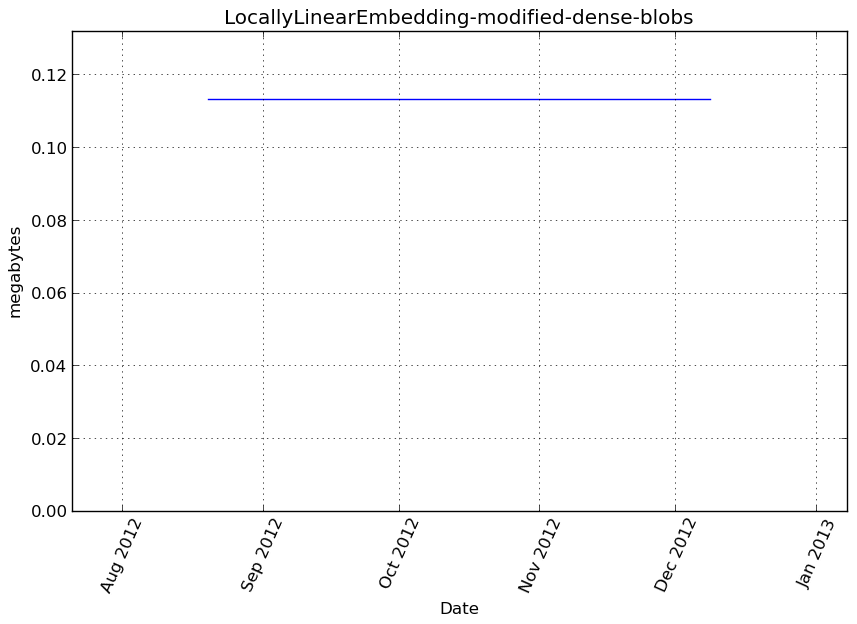 LocallyLinearEmbedding-modified-dense-blobs
0.12
0.10
0.08
0.06
0.04
0.02
0.00
megabytes
Aug 2012
Sep 2012
Oct 2012
Nov 2012
Dec 2012
Jan 2013
Date